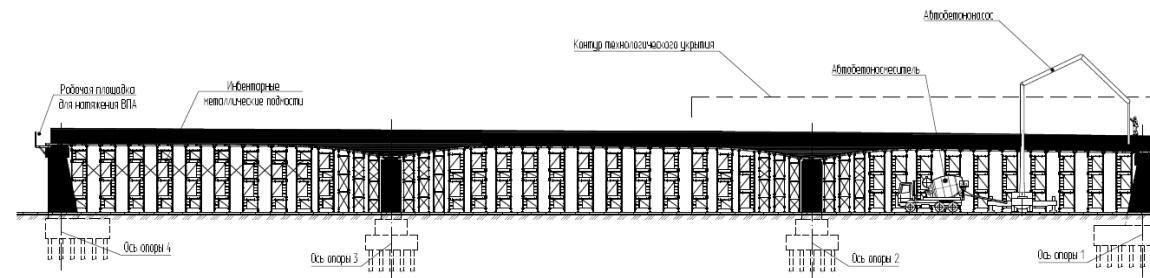 Автобетононасос
Контур технологического укрытия
Автобетоносмеситель
Рабочая площадка
для натяжения ВПА
Инвентарные
металлические подмости
Ось опоры 4
Ось опоры 3
Ось опоры 2
Ось опоры 1